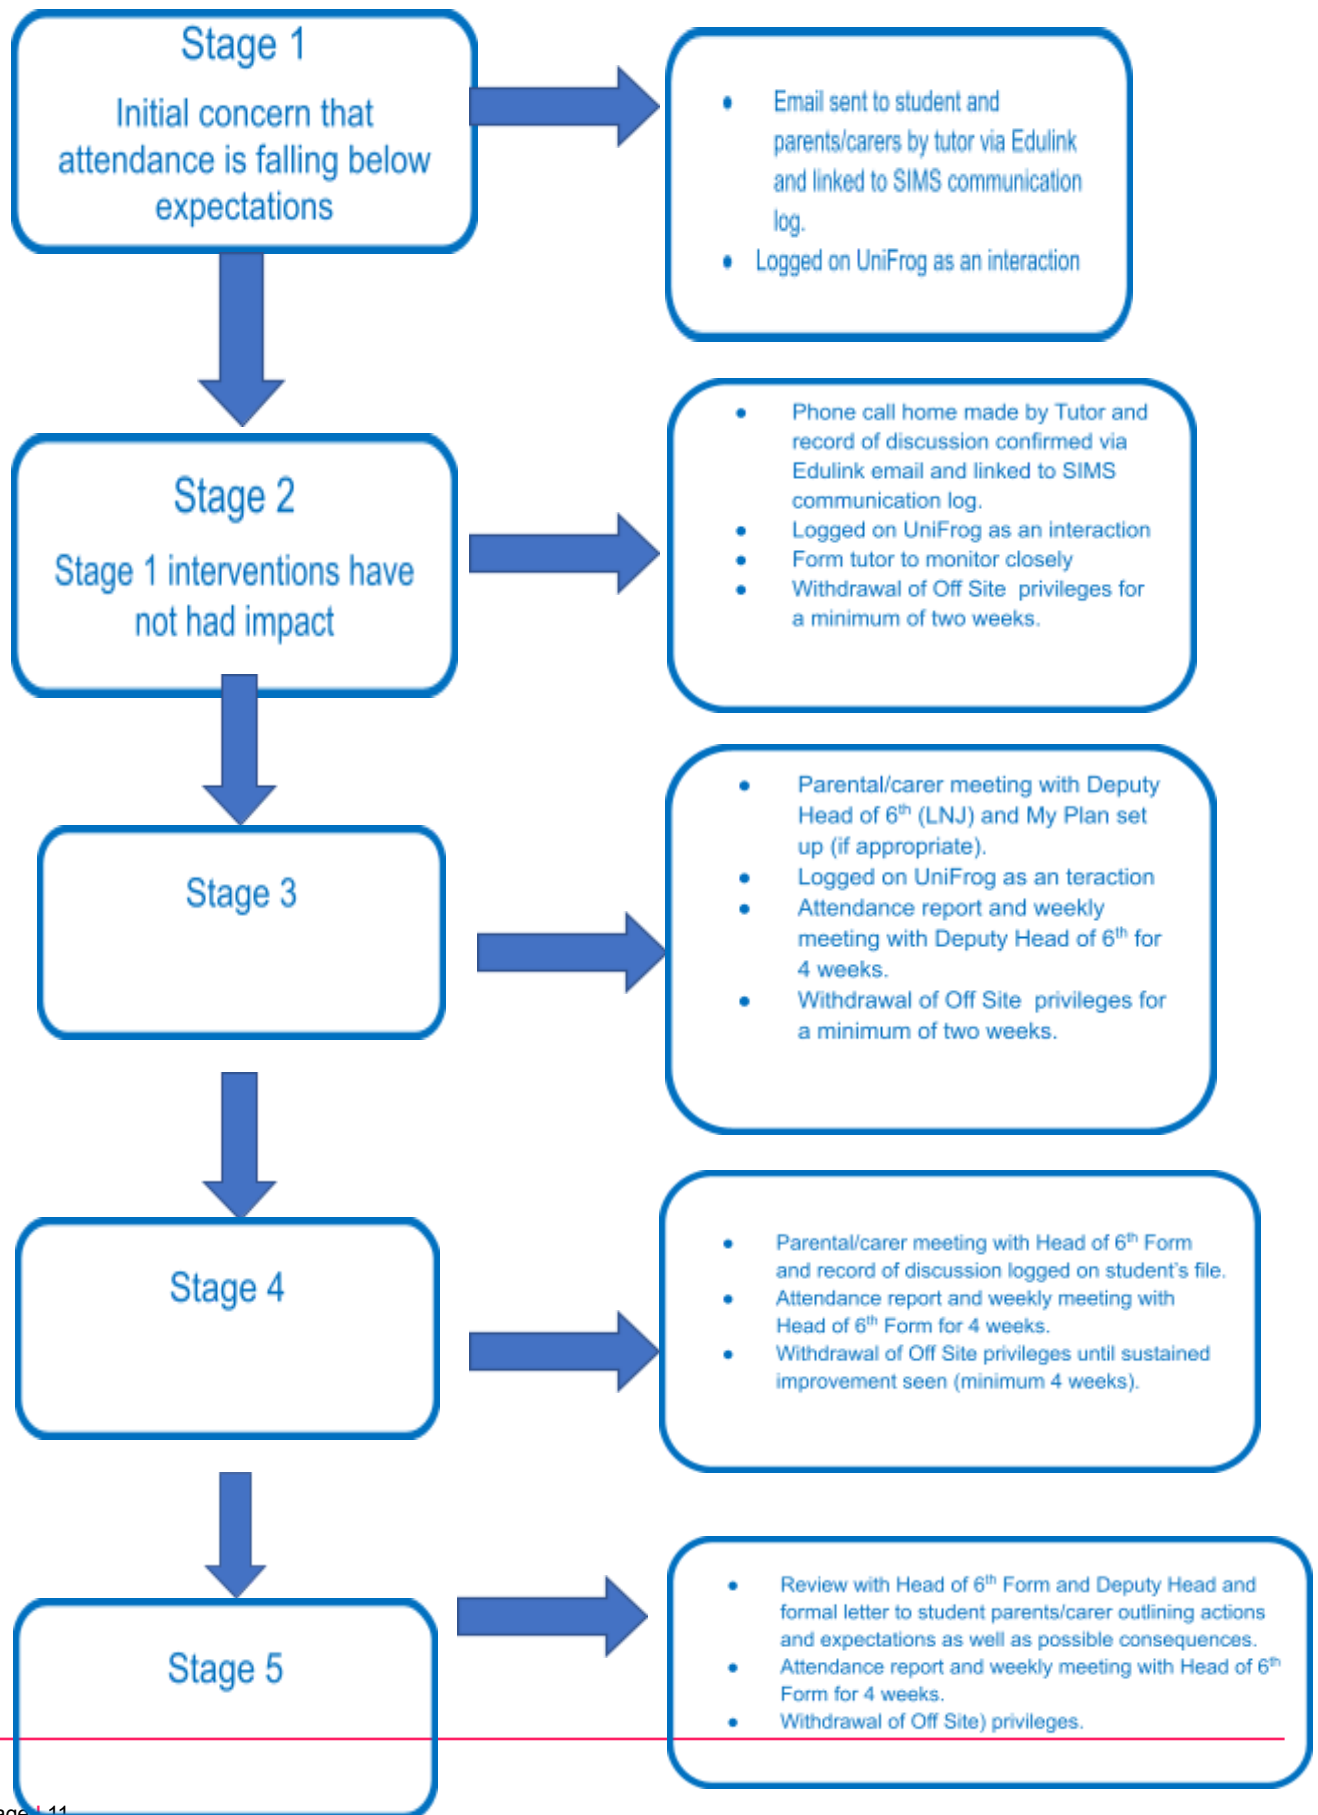 Stage 1
Initial concern that
attendance is falling below
expectations
● Email sent to student and
parents/carers by tutor via Edulink
and linked to SIMS communication
log.
● Logged on UniFrog as an interaction
Stage 2
Stage 1 interventions have
not had impact
● Phone call home made by Tutor and
record of discussion confirmed via
Edulink email and linked to SIMS
communication log.
● Logged on UniFrog as an interaction
● Form tutor to monitor closely
● Withdrawal of Off Site privileges for
a minimum of two weeks.
Stage 3
● Parental/carer meeting with Deputy
Head of 6th (LNJ) and My Plan set
up (if appropriate).
● Logged on UniFrog as an teraction
● Attendance report and weekly
meeting with Deputy Head of 6th for
4 weeks.
● Withdrawal of Off Site privileges for
a minimum of two weeks.
Stage 4
● Parental/carer meeting with Head of 6th Form
and record of discussion logged on student's file.
● Attendance report and weekly meeting with
Head of 6th Form for 4 weeks.
● Withdrawal of Off Site privileges until sustained
improvement seen (minimum 4 weeks).
Stage 5
● Review with Head of 6th Form and Deputy Head and
formal letter to student parents/carer outlining actions
and expectations as well as possible consequences.
● Attendance report and weekly meeting with Head of 6th
Form for 4 weeks.
● Withdrawal of Off Site) privileges.
age | 11